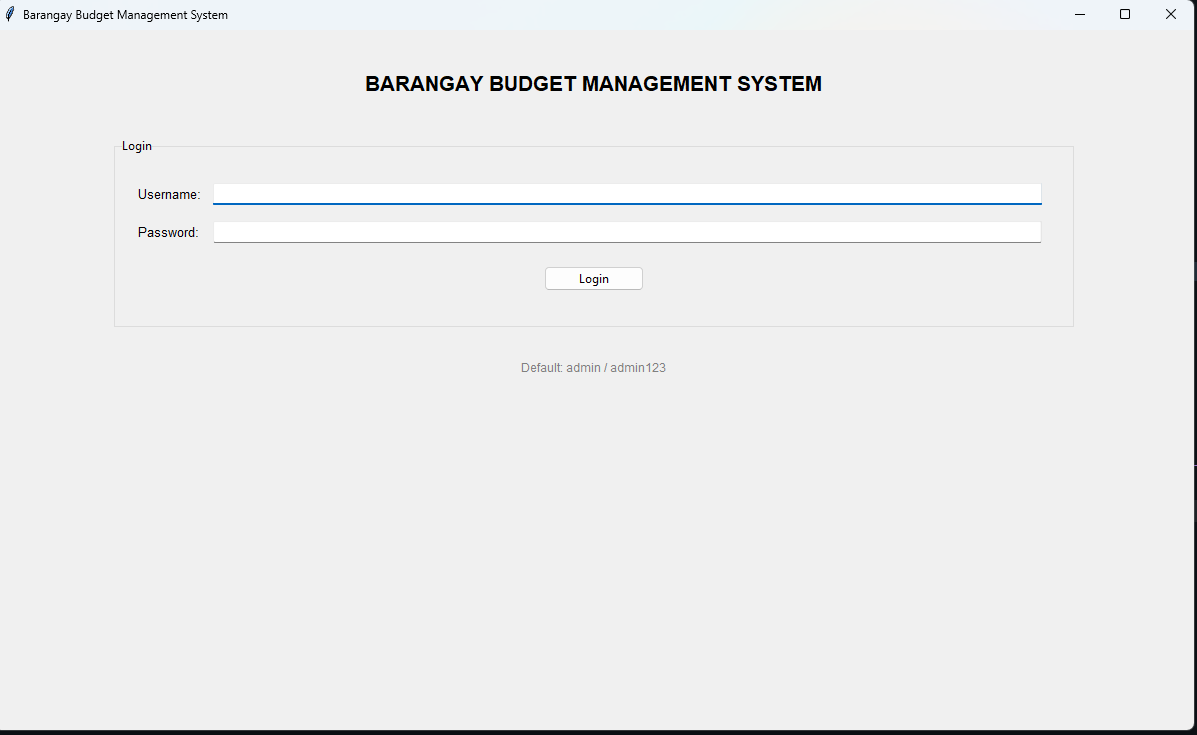 Barangay Budget Management System
BARANGAY BUDGET MANAGEMENT SYSTEM
Login
Username:
Password:
Login
Default: admin / admin123